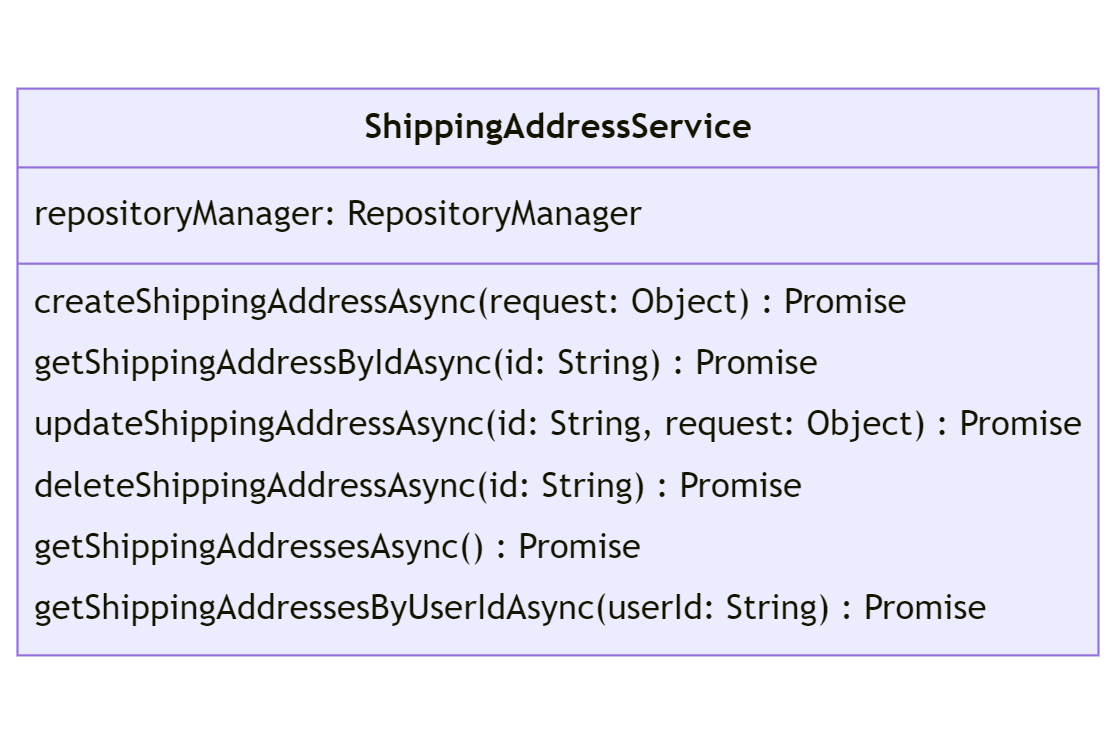 ShippingAddressService
repositoryManager: RepositoryManager
createShippingAddressAsync(request: Object) : Promise
getShippingAddressByIdAsync(id: String) : Promise
updateShippingAddressAsync(id: String, request: Object) : Promise
deleteShippingAddressAsync(id: String) : Promise
getShippingAddressesAsync() : Promise
getShippingAddressesByUserIdAsync(userId: String) : Promise